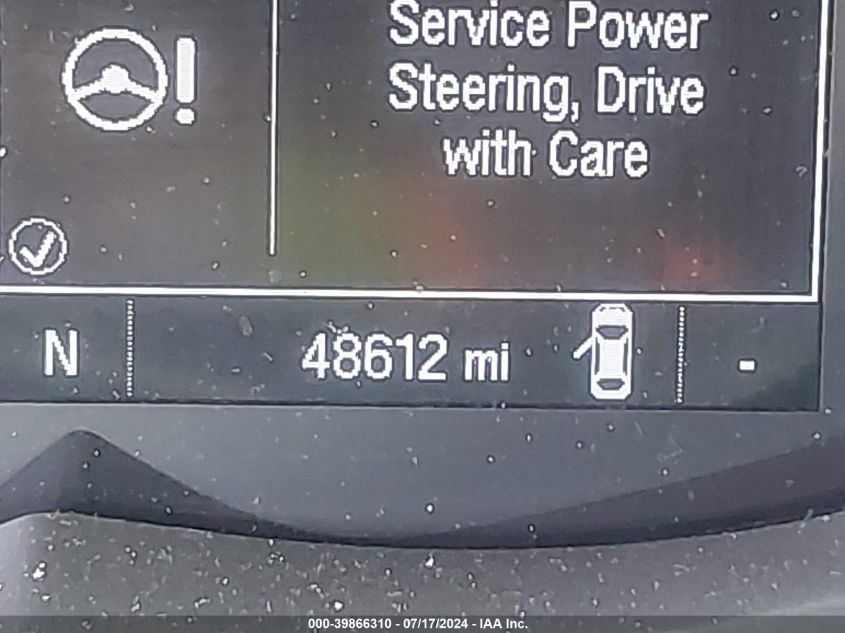 Service Power
Steering, Drive
with Care
N
48612 mi
-
000-39866310 - 07/17/2024 - IAA Inc.